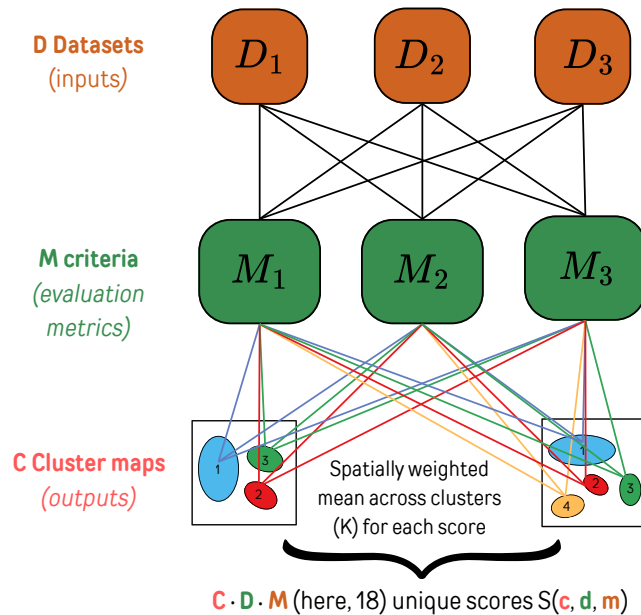 D Datasets
(inputs)
D1 D2 D3
M criteria
(evaluation
metrics)
M1 M2 M3
C Cluster maps
(outputs)
1 3 2
Spatially weighted
mean across clusters
(K) for each score
1 2 3 4
C · D · M (here, 18) unique scores S(c, d, m)